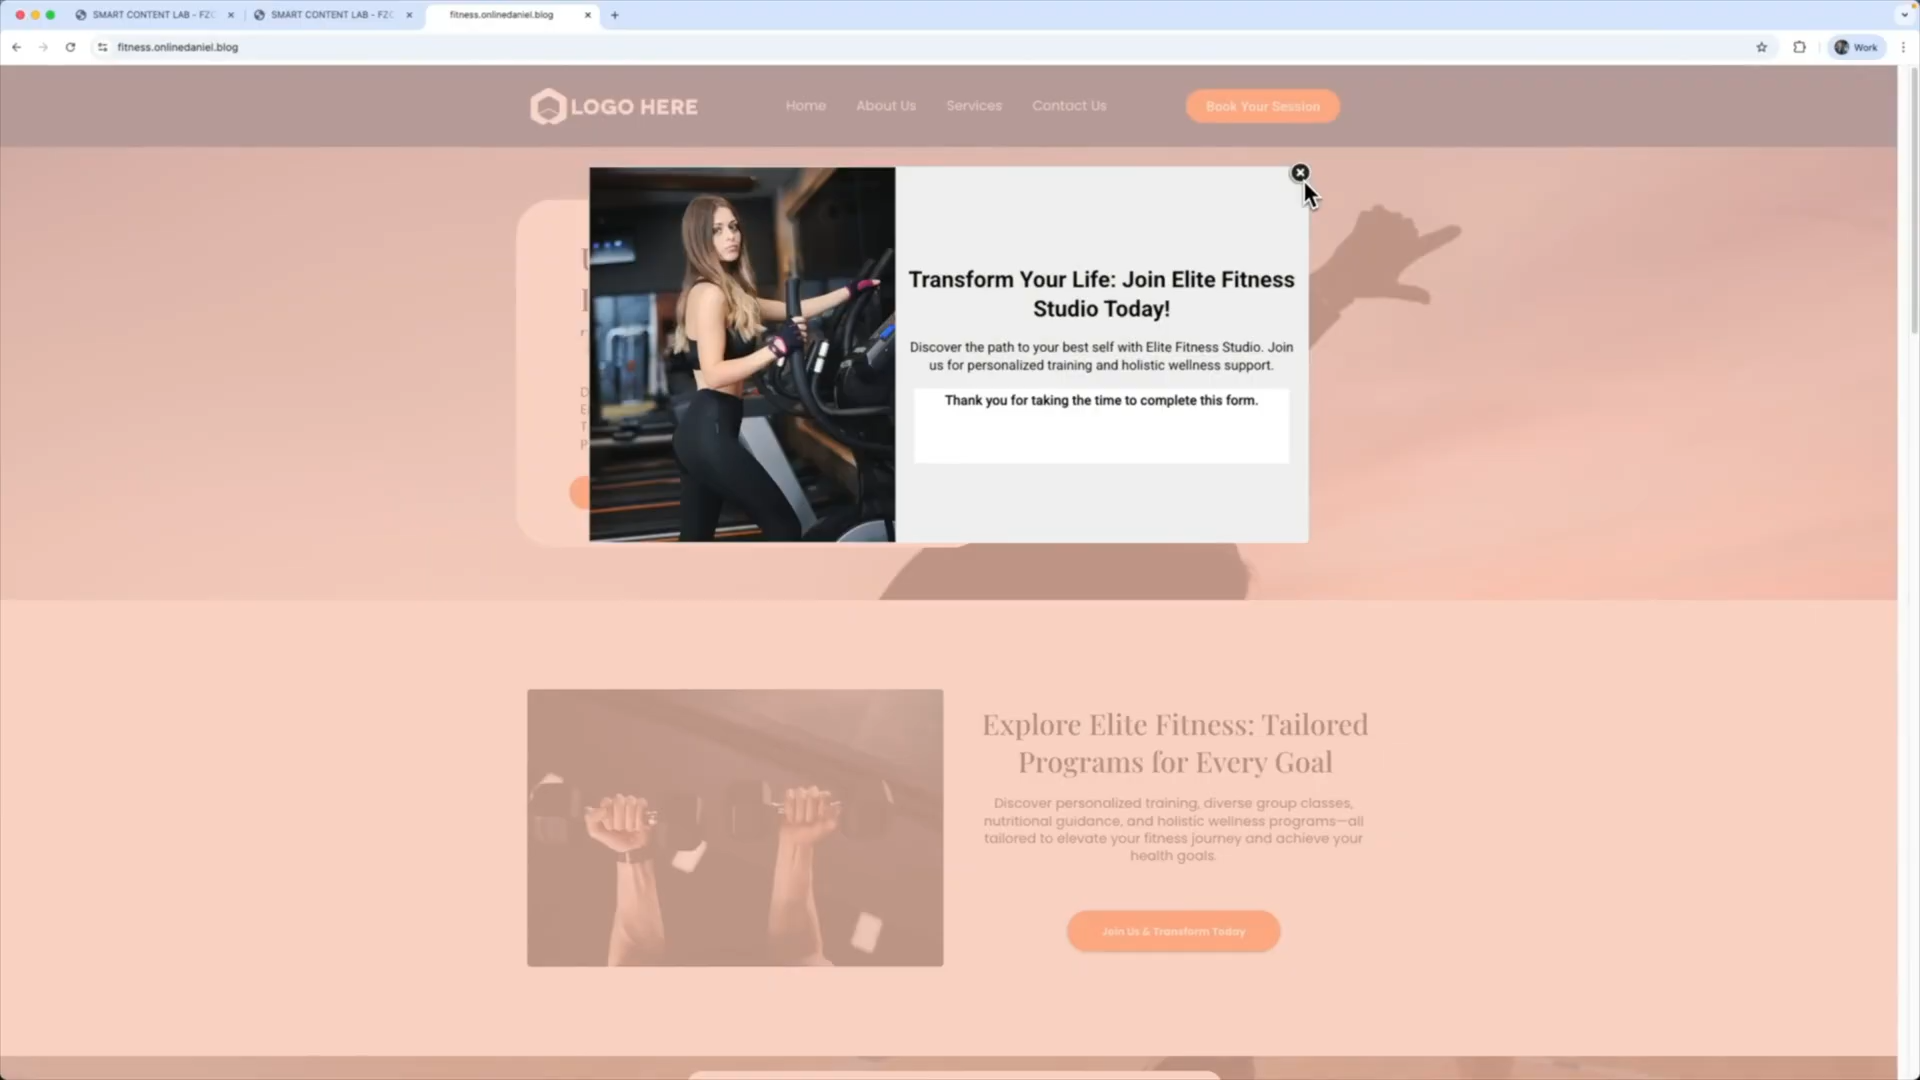 SMART CONTENT LAB - FZC
SMART CONTENT LAB - FZC
fitness.onlinedaniel.blog
fitness.onlinedaniel.blog
Work
LOGO HERE
Home
About Us
Services
Contact Us
Book Your Session
Transform Your Life: Join Elite Fitness
Studio Today!
Discover the path to your best self with Elite Fitness Studio. Join
us for personalized training and holistic wellness support.
Thank you for taking the time to complete this form.
Explore Elite Fitness: Tailored
Programs for Every Goal
Discover personalized training, diverse group classes,
nutritional guidance, and holistic wellness programs—all
tailored to elevate your fitness journey and achieve your
health goals.
Join Us & Transform Today